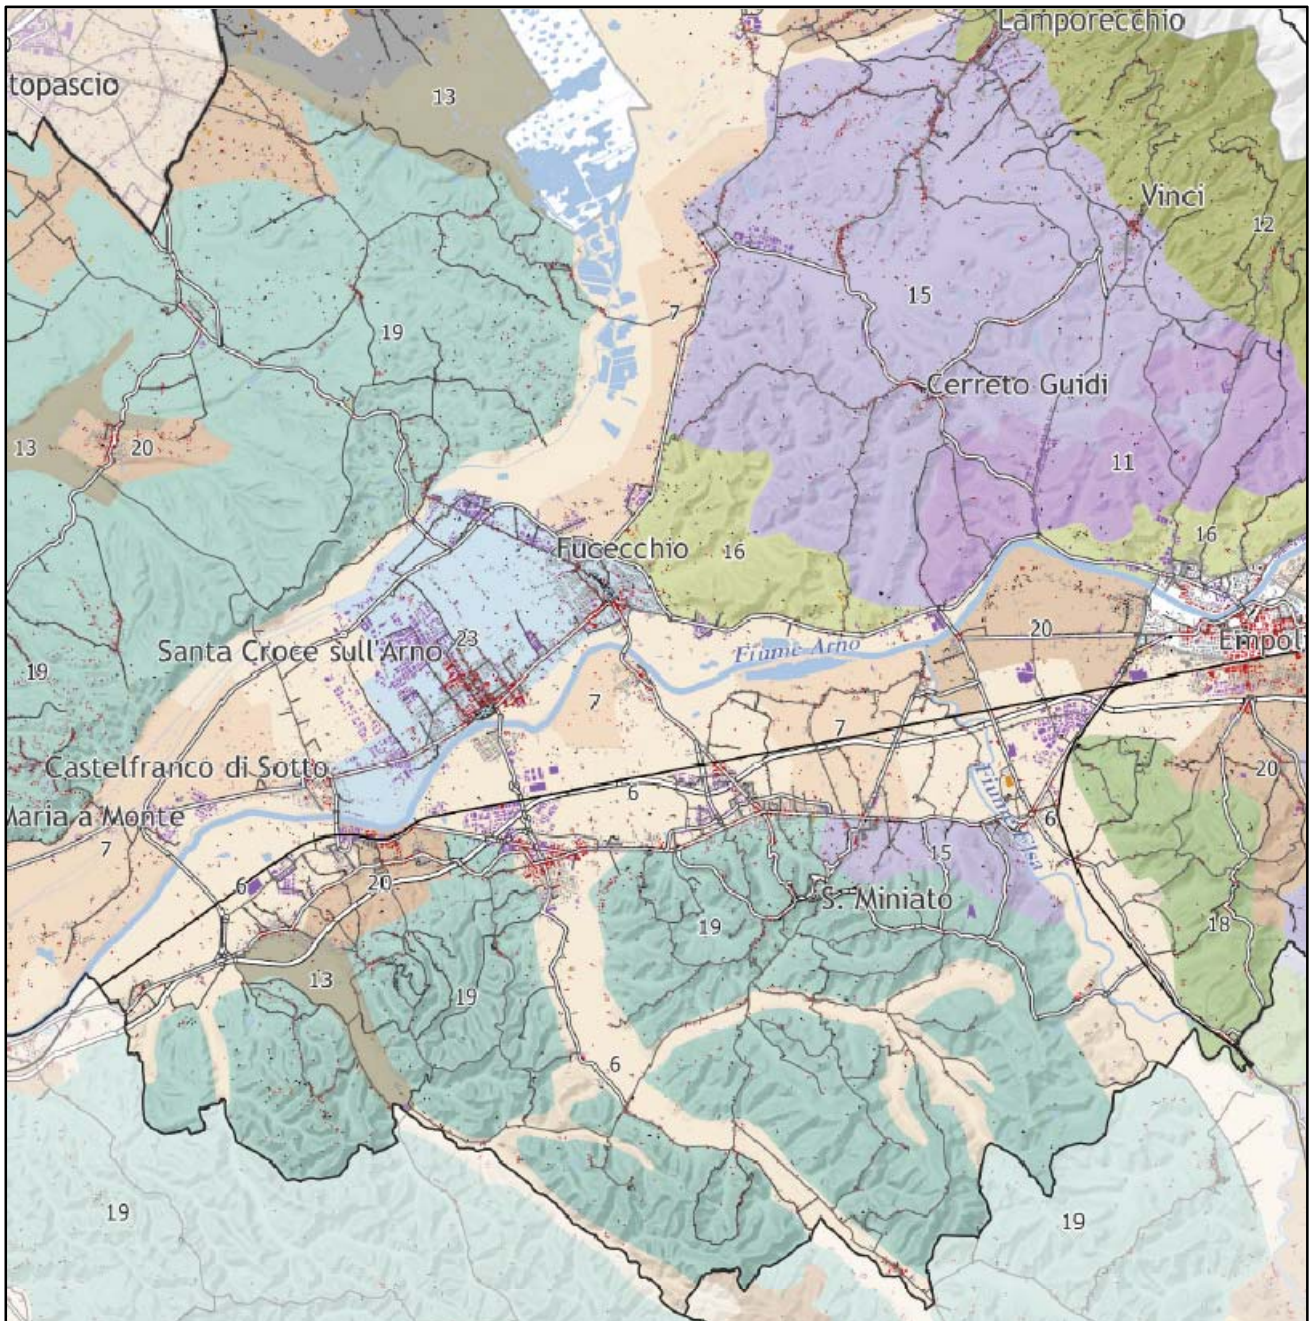 Lamporecchio
topascio
13
Vinci
12
15
7
19
Cerreto Guidi
13
20
11
16
Fucecchio
16
20
23
Santa Croce sull'Arno
Fiume Arno
Empoli
19
7
7
Castelfranco di Sotto
20
6
Fiume Elsa
Maria a Monte
6
7
15
20
6
S. Miniato
19
18
13
19
6
19
19